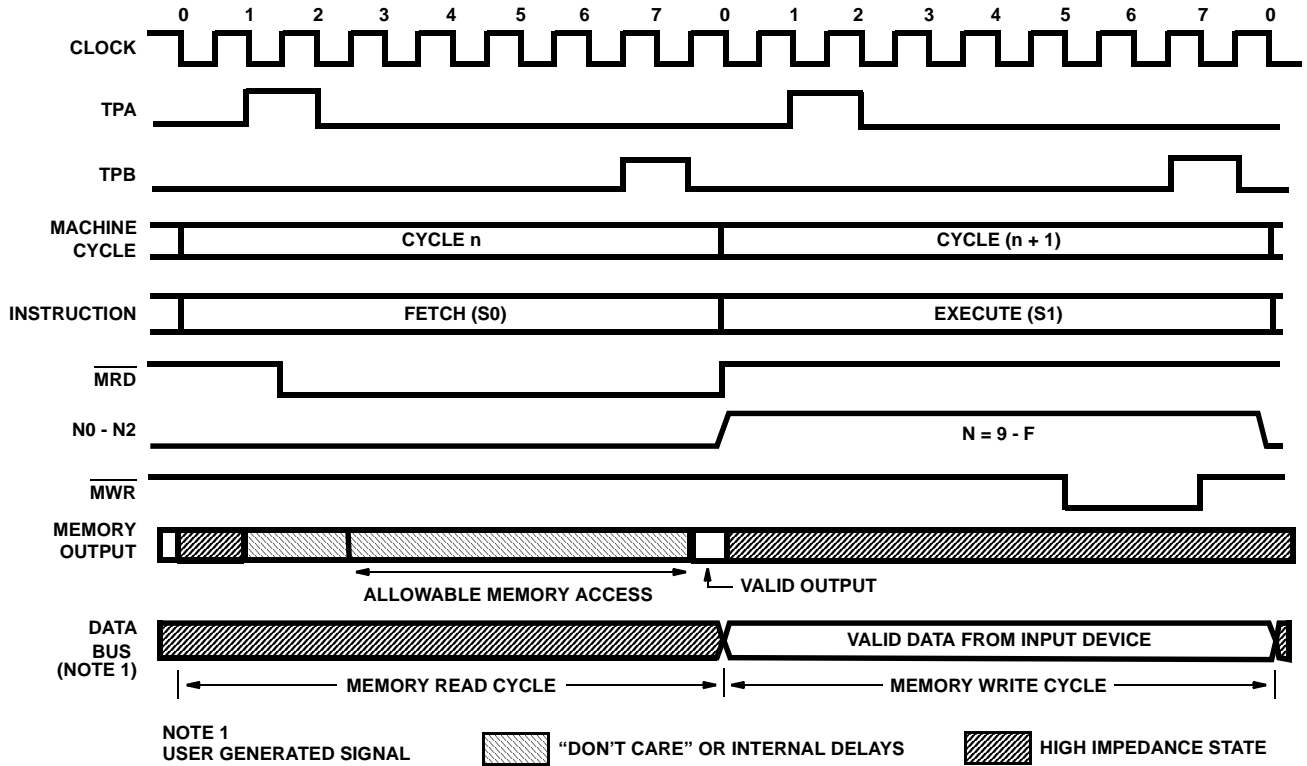 0 1 2 3 4 5 6 7 0 1 2 3 4 5 6 7 0
CLOCK
TPA
TPB
MACHINE
CYCLE
CYCLE n
CYCLE (n + 1)
INSTRUCTION
FETCH (S0)
EXECUTE (S1)
MRD
N0 - N2
N = 9 - F
MWR
MEMORY
OUTPUT
ALLOWABLE MEMORY ACCESS
VALID OUTPUT
DATA
BUS
(NOTE 1)
VALID DATA FROM INPUT DEVICE
MEMORY READ CYCLE
MEMORY WRITE CYCLE
NOTE 1
USER GENERATED SIGNAL
“DON'T CARE” OR INTERNAL DELAYS
HIGH IMPEDANCE STATE